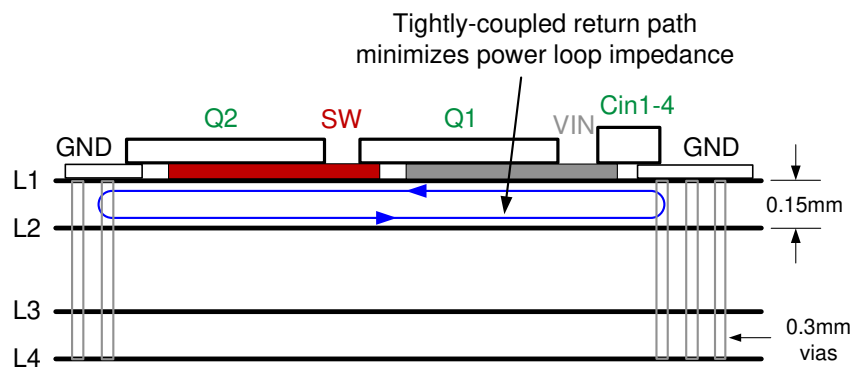 Tightly-coupled return path
minimizes power loop impedance
Q2
SW
Q1
VIN
Cin1-4
GND
GND
L1
0.15mm
L2
L3
0.3mm
vias
L4